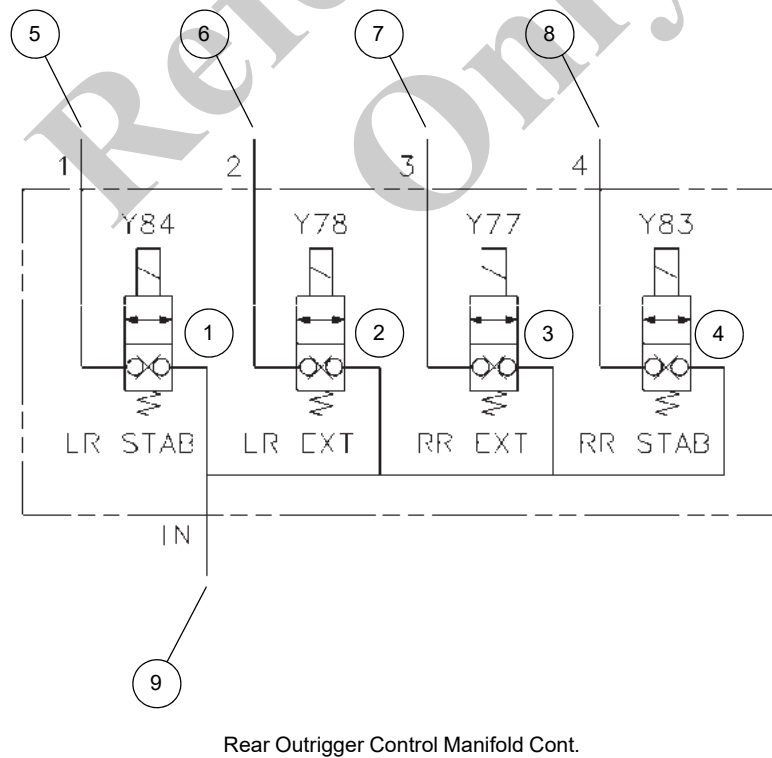 5 6 7 8
Only
1 2 3 4
Y84 Y78 Y77 Y83
1 2 3 4
LR STAB LR EXT RR EXT RR STAB
IN
9
Rear Outrigger Control Manifold Cont.